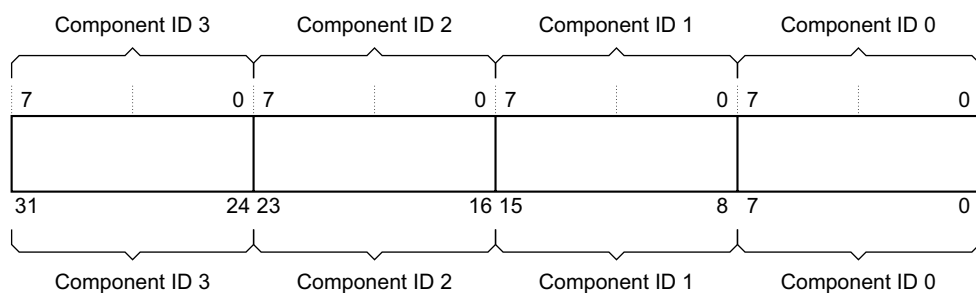 Component ID 3 Component ID 2 Component ID 1 Component ID 0
7 0 7 0 7 0 7 0
31 24 23 16 15 8 7 0
Component ID 3 Component ID 2 Component ID 1 Component ID 0